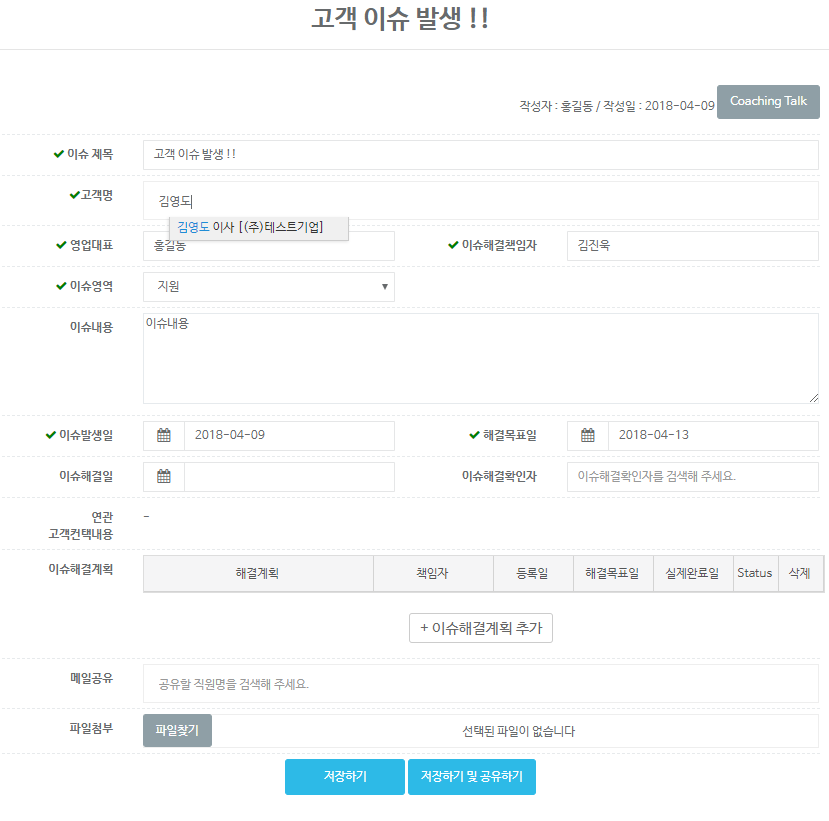 고객 이슈 발생 !!
작성자 : 홍길동 / 작성일 : 2018-04-09 Coaching Talk
이슈 제목 고객 이슈 발생 !!
고객명 김영도
김영도 이사 [(주)테스트기업]
영업대표 홍길동 이슈해결책임자 김진욱
이슈영역 지원
이슈내용 이슈내용
이슈발생일 2018-04-09 해결목표일 2018-04-13
이슈해결일 이슈해결확인자 이슈해결확인자를 검색해 주세요.
연관 -
고객컨택내용
이슈해결계획 해결계획 책임자 등록일 해결목표일 실제완료일 Status 삭제
+ 이슈해결계획 추가
메일공유 공유할 직원명을 검색해 주세요.
파일첨부 파일찾기 선택된 파일이 없습니다
저장하기 저장하기 및 공유하기